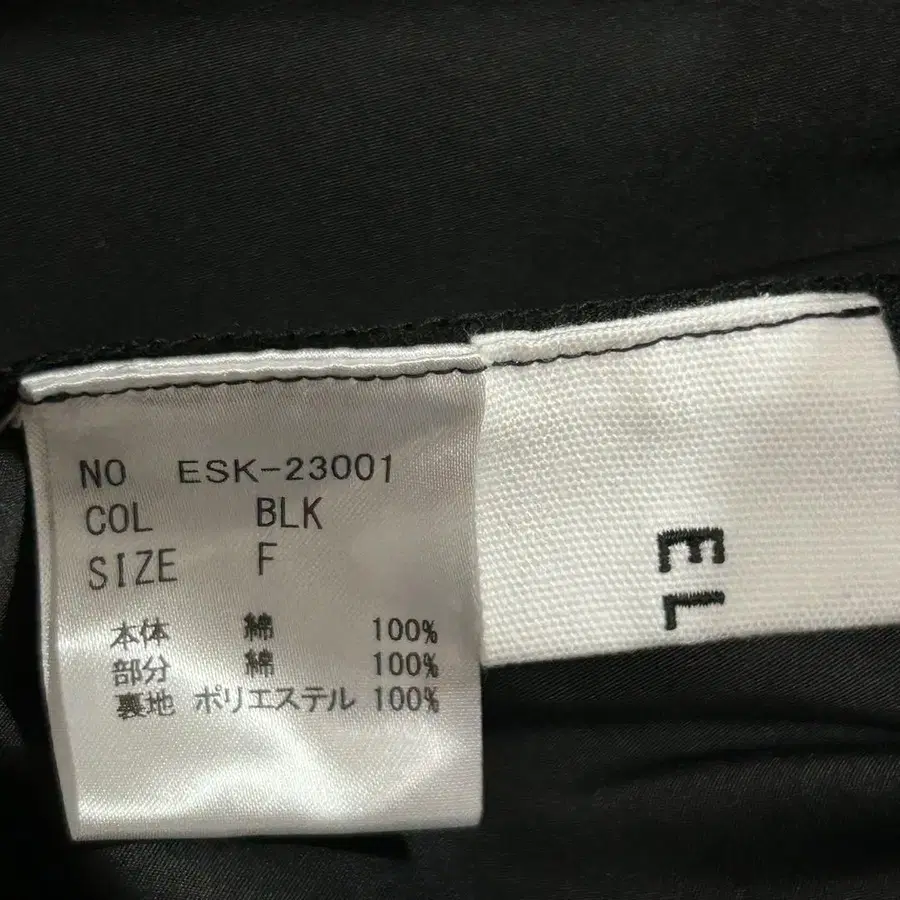 NO ESK-23001
COL BLK
SIZE F
本体 綿 100%
部分 綿 100%
裏地 ポリエステル 100%
EL